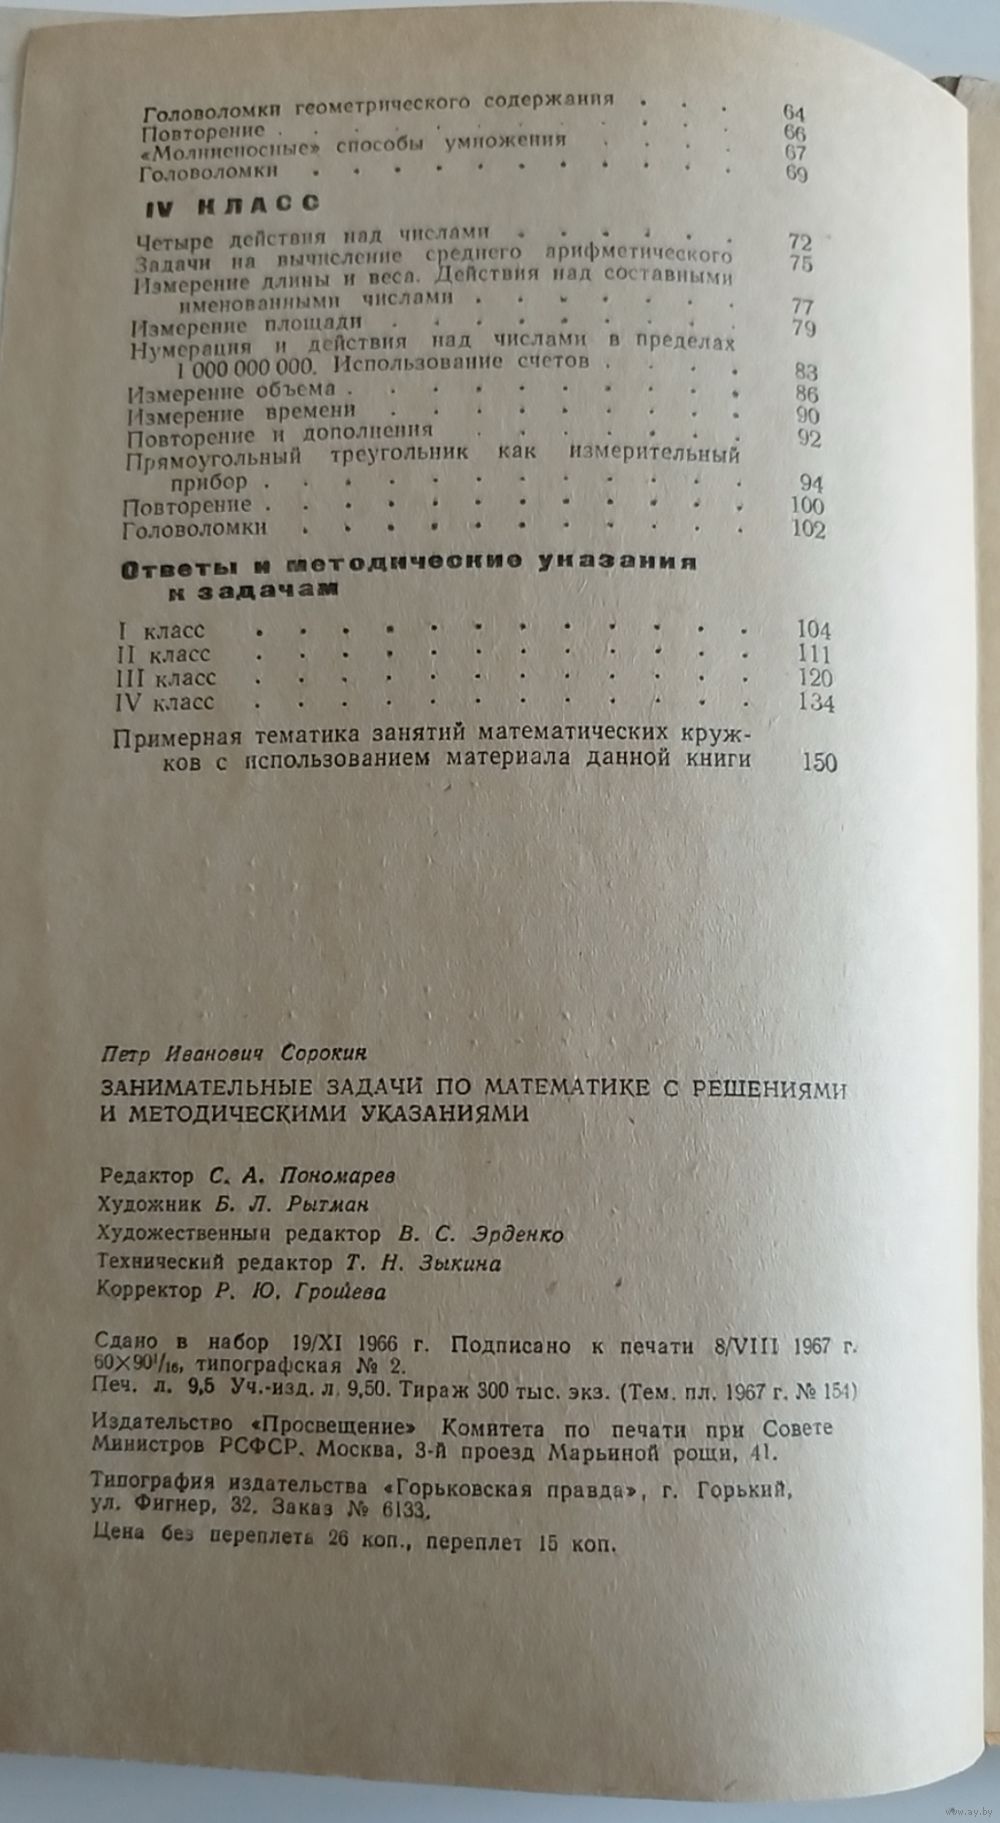 Головоломки геометрического содержания . . . 64
Повторение . . . . . . . . . . 66
«Молниеносные» способы умножения . . . . 67
Головоломки . . . . . . . . . . 69
IV КЛАСС
Четыре действия над числами . . . . . . 72
Задачи на вычисление среднего арифметического 75
Измерение длины и веса. Действия над составными
именованными числами . . . . . . . 77
Измерение площади . . . . . . . . . 79
Нумерация и действия над числами в пределах
1 000 000 000. Использование счетов . . . . 83
Измерение объема . . . . . . . . . . 86
Измерение времени . . . . . . . . . 90
Повторение и дополнения . . . . . . . 92
Прямоугольный треугольник как измерительный
прибор . . . . . . . . . . . . 94
Повторение . . . . . . . . . . . . 100
Головоломки . . . . . . . . . . . 102
Ответы и методические указания
к задачам
I класс . . . . . . . . . . . . 104
II класс . . . . . . . . . . . . 111
III класс . . . . . . . . . . . . 120
IV класс . . . . . . . . . . . . 134
Примерная тематика занятий математических круж-
ков с использованием материала данной книги 150
Петр Иванович Сорокин
ЗАНИМАТЕЛЬНЫЕ ЗАДАЧИ ПО МАТЕМАТИКЕ С РЕШЕНИЯМИ
И МЕТОДИЧЕСКИМИ УКАЗАНИЯМИ
Редактор С. А. Пономарев
Художник Б. Л. Рытман
Художественный редактор В. С. Эрденко
Технический редактор Т. Н. Зыкина
Корректор Р. Ю. Грошева
Сдано в набор 19/XI 1966 г. Подписано к печати 8/VIII 1967 г.
60×90¹/₁₆, типографская № 2.
Печ. л. 9,5 Уч.-изд. л. 9,50. Тираж 300 тыс. экз. (Тем. пл. 1967 г. № 154)
Издательство «Просвещение» Комитета по печати при Совете
Министров РСФСР. Москва, 3-й проезд Марьиной рощи, 41.
Типография издательства «Горьковская правда», г. Горький,
ул. Фигнер, 32. Заказ № 6133.
Цена без переплета 26 коп., переплет 15 коп.
www.ay.by